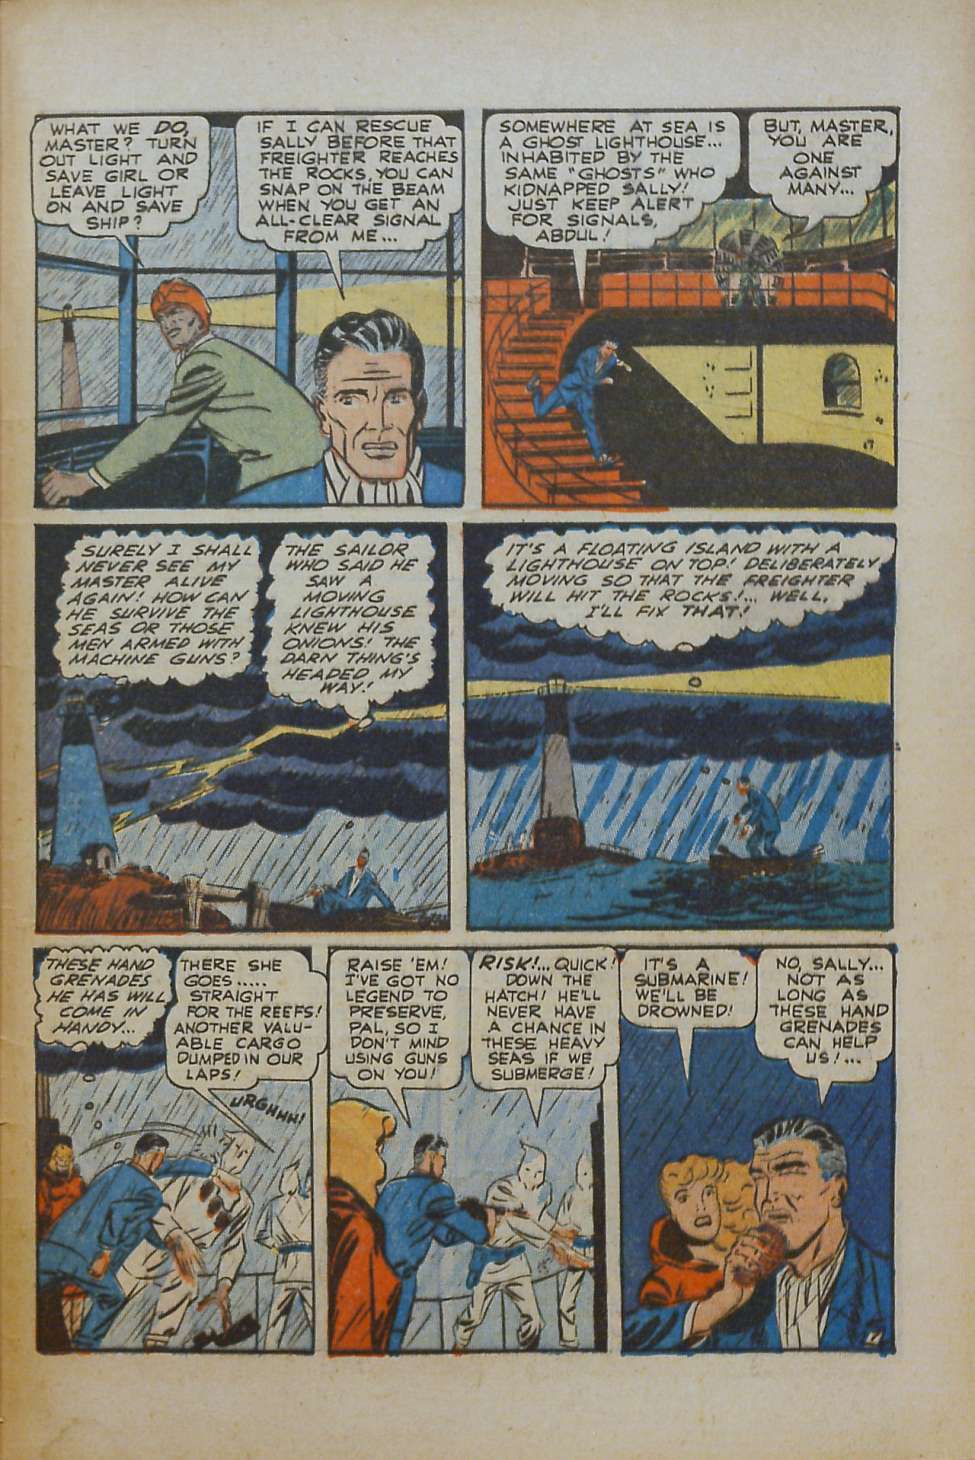 WHAT WE DO,
MASTER? TURN
OUT LIGHT AND
SAVE GIRL OR
LEAVE LIGHT
ON AND SAVE
SHIP?
IF I CAN RESCUE
SALLY BEFORE THAT
FREIGHTER REACHES
THE ROCKS, YOU CAN
SNAP ON THE BEAM
WHEN YOU GET AN
ALL-CLEAR SIGNAL
FROM ME...
SOMEWHERE AT SEA IS
A GHOST LIGHTHOUSE...
INHABITED BY THE
SAME "GHOSTS" WHO
KIDNAPPED SALLY!
JUST KEEP ALERT
FOR SIGNALS,
ABDUL!
BUT, MASTER,
YOU ARE
ONE
AGAINST
MANY...
SURELY I SHALL
NEVER SEE MY
MASTER ALIVE
AGAIN! HOW CAN
HE SURVIVE THE
SEAS OR THOSE
MEN ARMED WITH
MACHINE GUNS?
THE SAILOR
WHO SAID HE
SAW A
MOVING
LIGHTHOUSE
KNEW HIS
ONIONS! THE
DARN THING'S
HEADED MY
WAY!
IT'S A FLOATING ISLAND WITH A
LIGHTHOUSE ON TOP! DELIBERATELY
MOVING SO THAT THE FREIGHTER
WILL HIT THE ROCKS!... WELL,
I'LL FIX THAT!
THESE HAND
GRENADES
HE HAS WILL
COME IN
HANDY...
THERE SHE
GOES.....
STRAIGHT
FOR THE REEFS!
ANOTHER VALU-
ABLE CARGO
DUMPED IN OUR
LAPS!
URGHHH!
RAISE 'EM!
I'VE GOT NO
LEGEND TO
PRESERVE,
PAL, SO I
DON'T MIND
USING GUNS
ON YOU!
RISK!... QUICK!
DOWN THE
HATCH! HE'LL
NEVER HAVE
A CHANCE IN
THESE HEAVY
SEAS IF WE
SUBMERGE!
IT'S A
SUBMARINE!
WE'LL BE
DROWNED!
NO, SALLY...
NOT AS
LONG AS
THESE HAND
GRENADES
CAN HELP
US!...